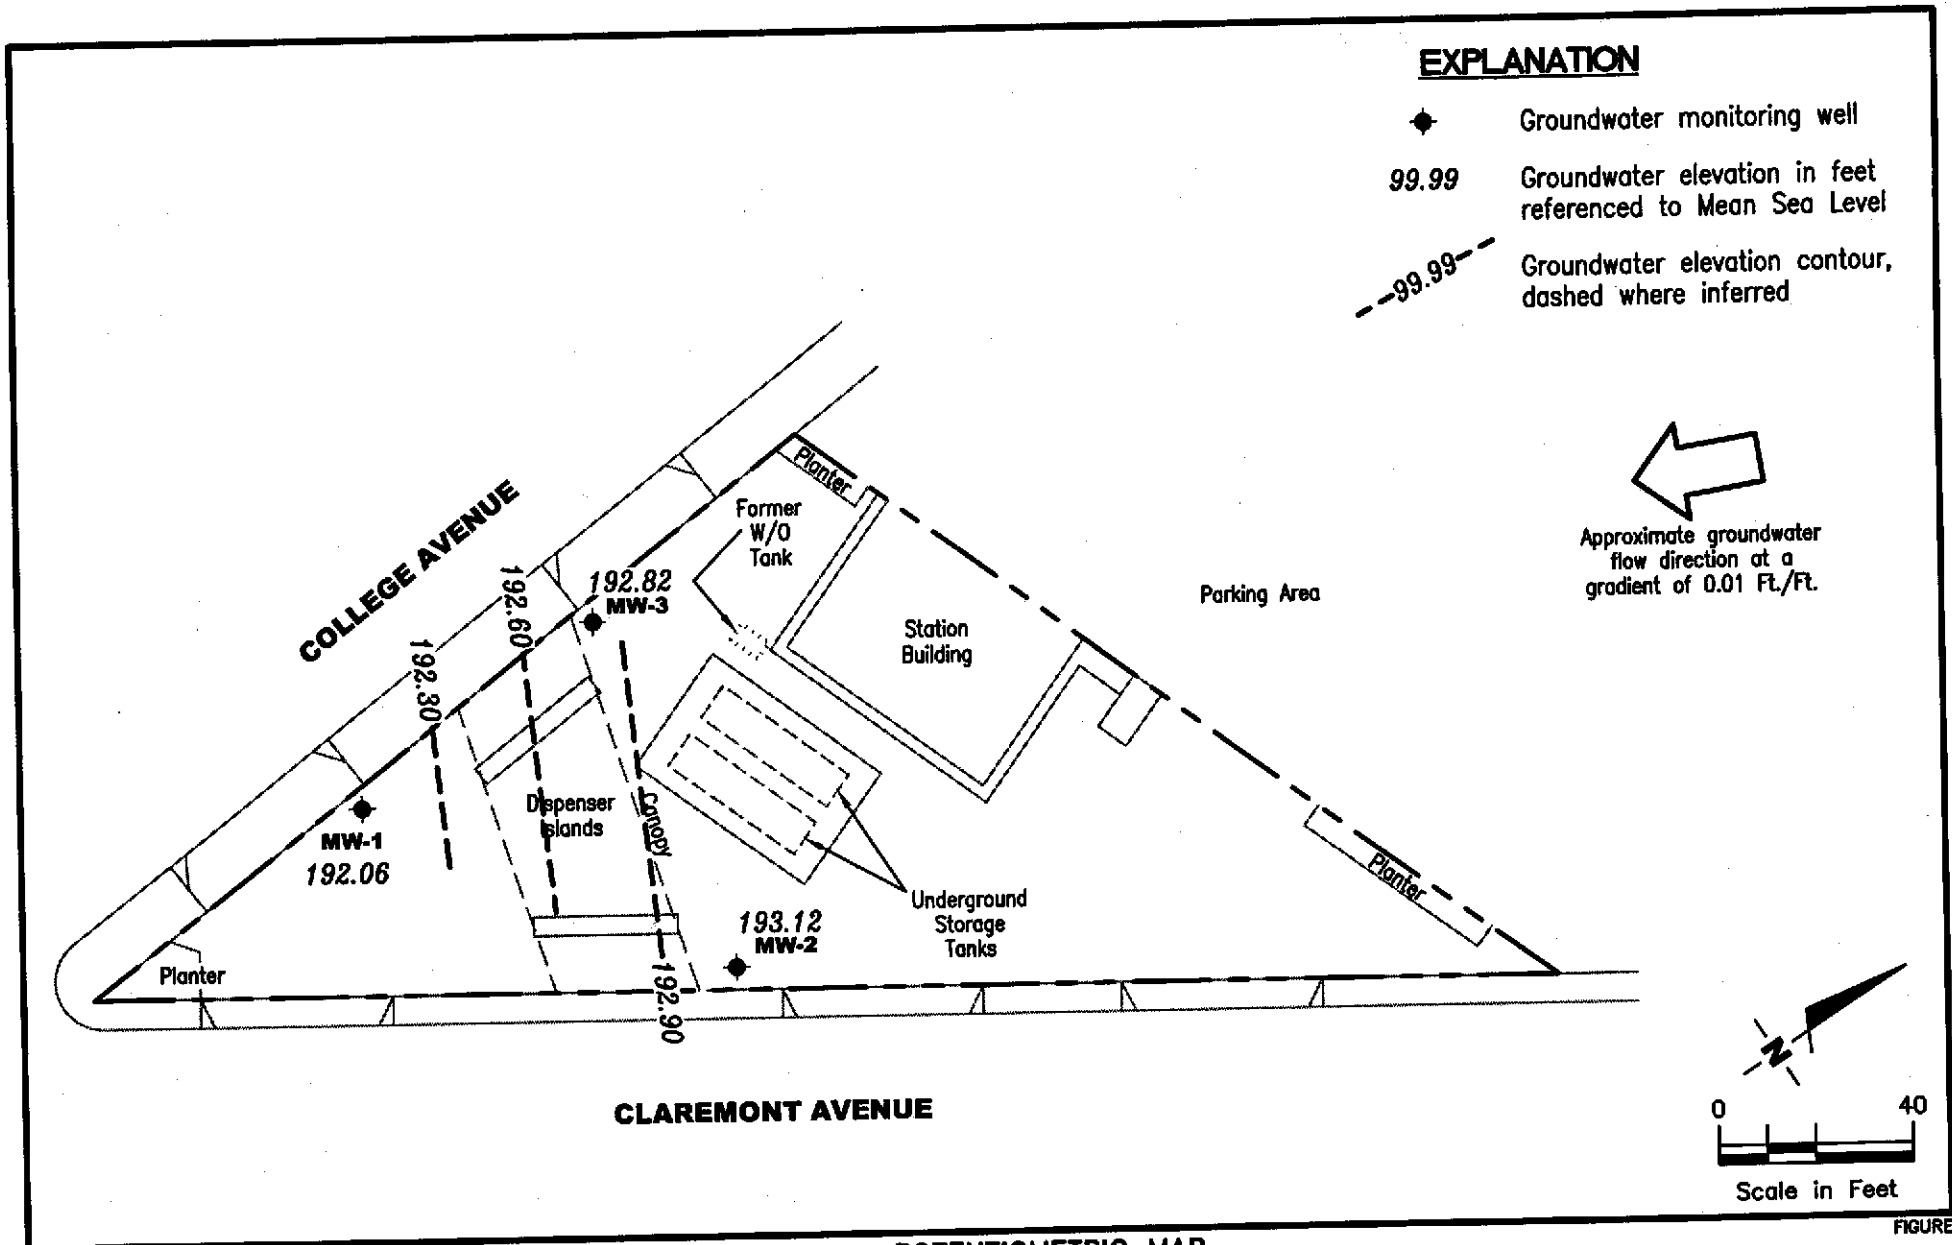 EXPLANATION
Groundwater monitoring well
99.99
Groundwater elevation in feet
referenced to Mean Sea Level
99.99
Groundwater elevation contour,
dashed where inferred
Approximate groundwater
flow direction at a
gradient of 0.01 Ft./Ft.
Parking Area
Planter
COLLEGE AVENUE
Former
W/O
Tank
192.82
MW-3
192.60
192.30
Station
Building
Dispenser
Islands
Canopy
MW-1
192.06
Planter
Underground
Storage
Tanks
193.12
MW-2
192.90
Planter
CLAREMONT AVENUE
N
0 40
Scale in Feet
FIGURE
POTENTIOMETRIC MAP